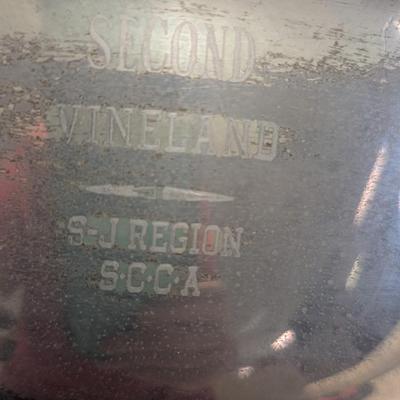 SECOND
VINELAND
S-J REGION
S·C·C·A